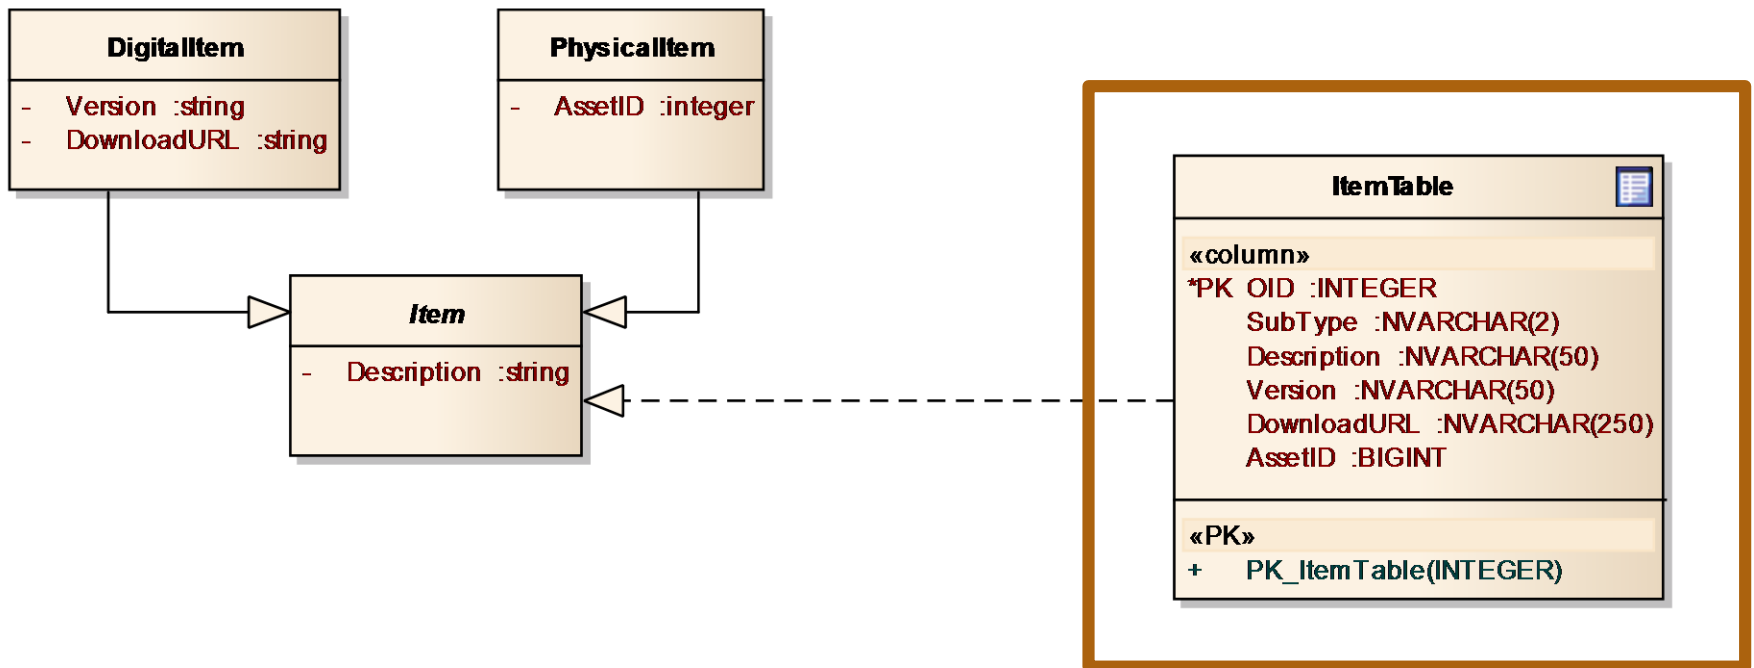 DigitalItem
- Version :string
- DownloadURL :string
PhysicalItem
- AssetID :integer
Item
- Description :string
ItemTable
«column»
*PK OID :INTEGER
SubType :NVARCHAR(2)
Description :NVARCHAR(50)
Version :NVARCHAR(50)
DownloadURL :NVARCHAR(250)
AssetID :BIGINT
«PK»
+ PK_ItemTable(INTEGER)